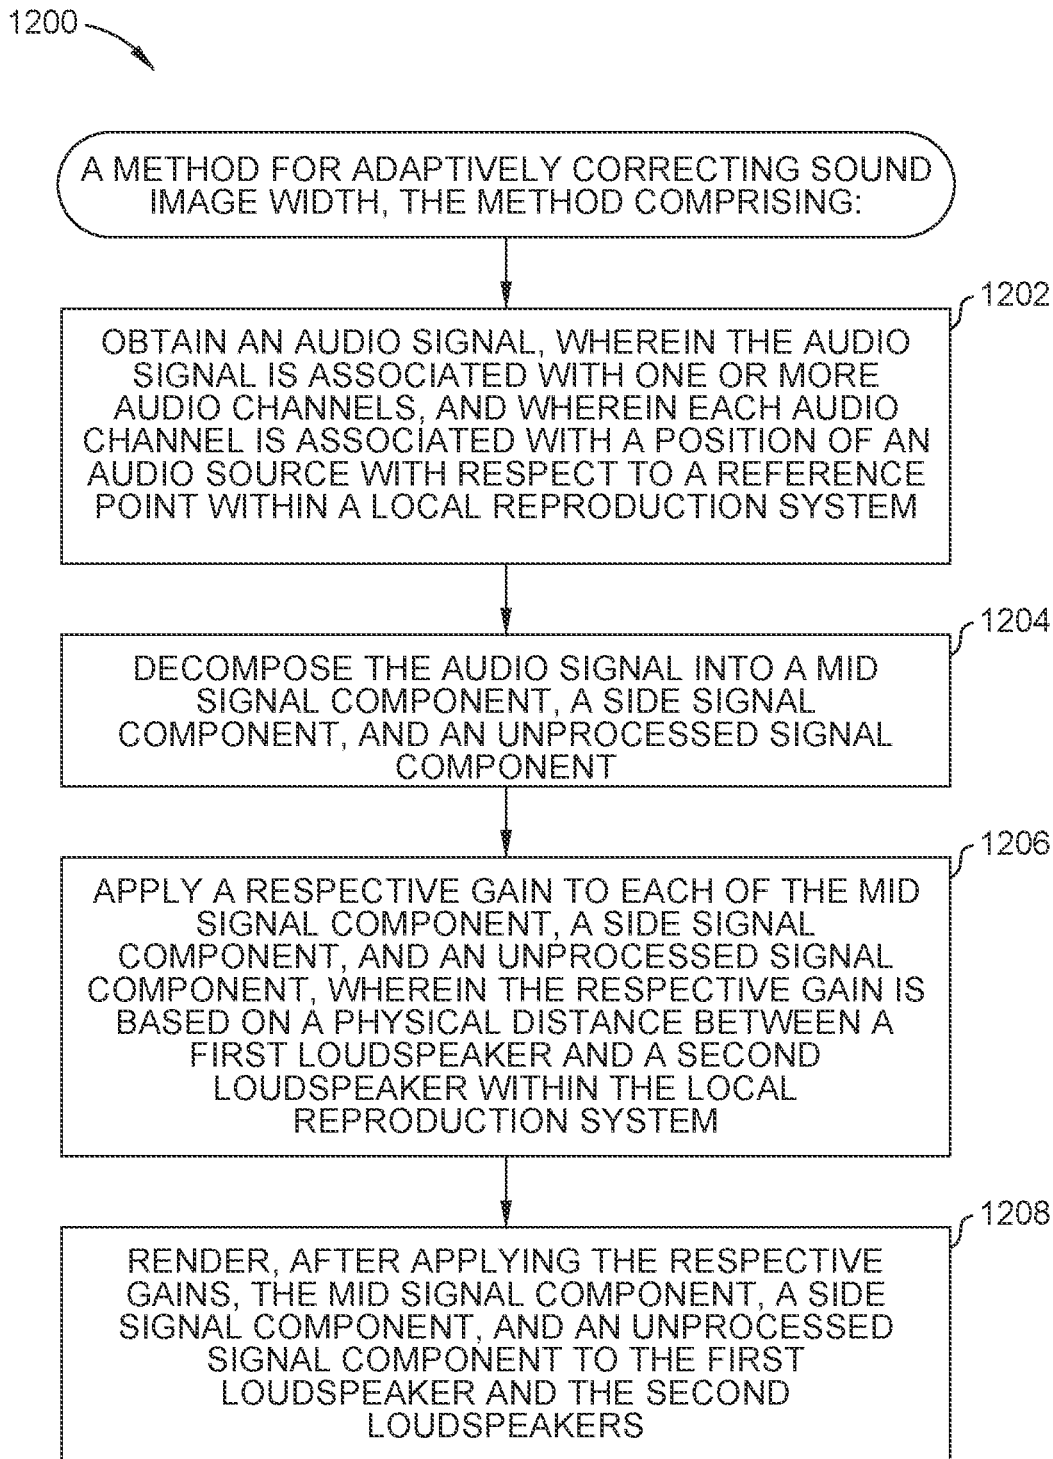 1200
A METHOD FOR ADAPTIVELY CORRECTING SOUND
IMAGE WIDTH, THE METHOD COMPRISING:
1202
OBTAIN AN AUDIO SIGNAL, WHEREIN THE AUDIO
SIGNAL IS ASSOCIATED WITH ONE OR MORE
AUDIO CHANNELS, AND WHEREIN EACH AUDIO
CHANNEL IS ASSOCIATED WITH A POSITION OF AN
AUDIO SOURCE WITH RESPECT TO A REFERENCE
POINT WITHIN A LOCAL REPRODUCTION SYSTEM
1204
DECOMPOSE THE AUDIO SIGNAL INTO A MID
SIGNAL COMPONENT, A SIDE SIGNAL
COMPONENT, AND AN UNPROCESSED SIGNAL
COMPONENT
1206
APPLY A RESPECTIVE GAIN TO EACH OF THE MID
SIGNAL COMPONENT, A SIDE SIGNAL
COMPONENT, AND AN UNPROCESSED SIGNAL
COMPONENT, WHEREIN THE RESPECTIVE GAIN IS
BASED ON A PHYSICAL DISTANCE BETWEEN A
FIRST LOUDSPEAKER AND A SECOND
LOUDSPEAKER WITHIN THE LOCAL
REPRODUCTION SYSTEM
1208
RENDER, AFTER APPLYING THE RESPECTIVE
GAINS, THE MID SIGNAL COMPONENT, A SIDE
SIGNAL COMPONENT, AND AN UNPROCESSED
SIGNAL COMPONENT TO THE FIRST
LOUDSPEAKER AND THE SECOND
LOUDSPEAKERS